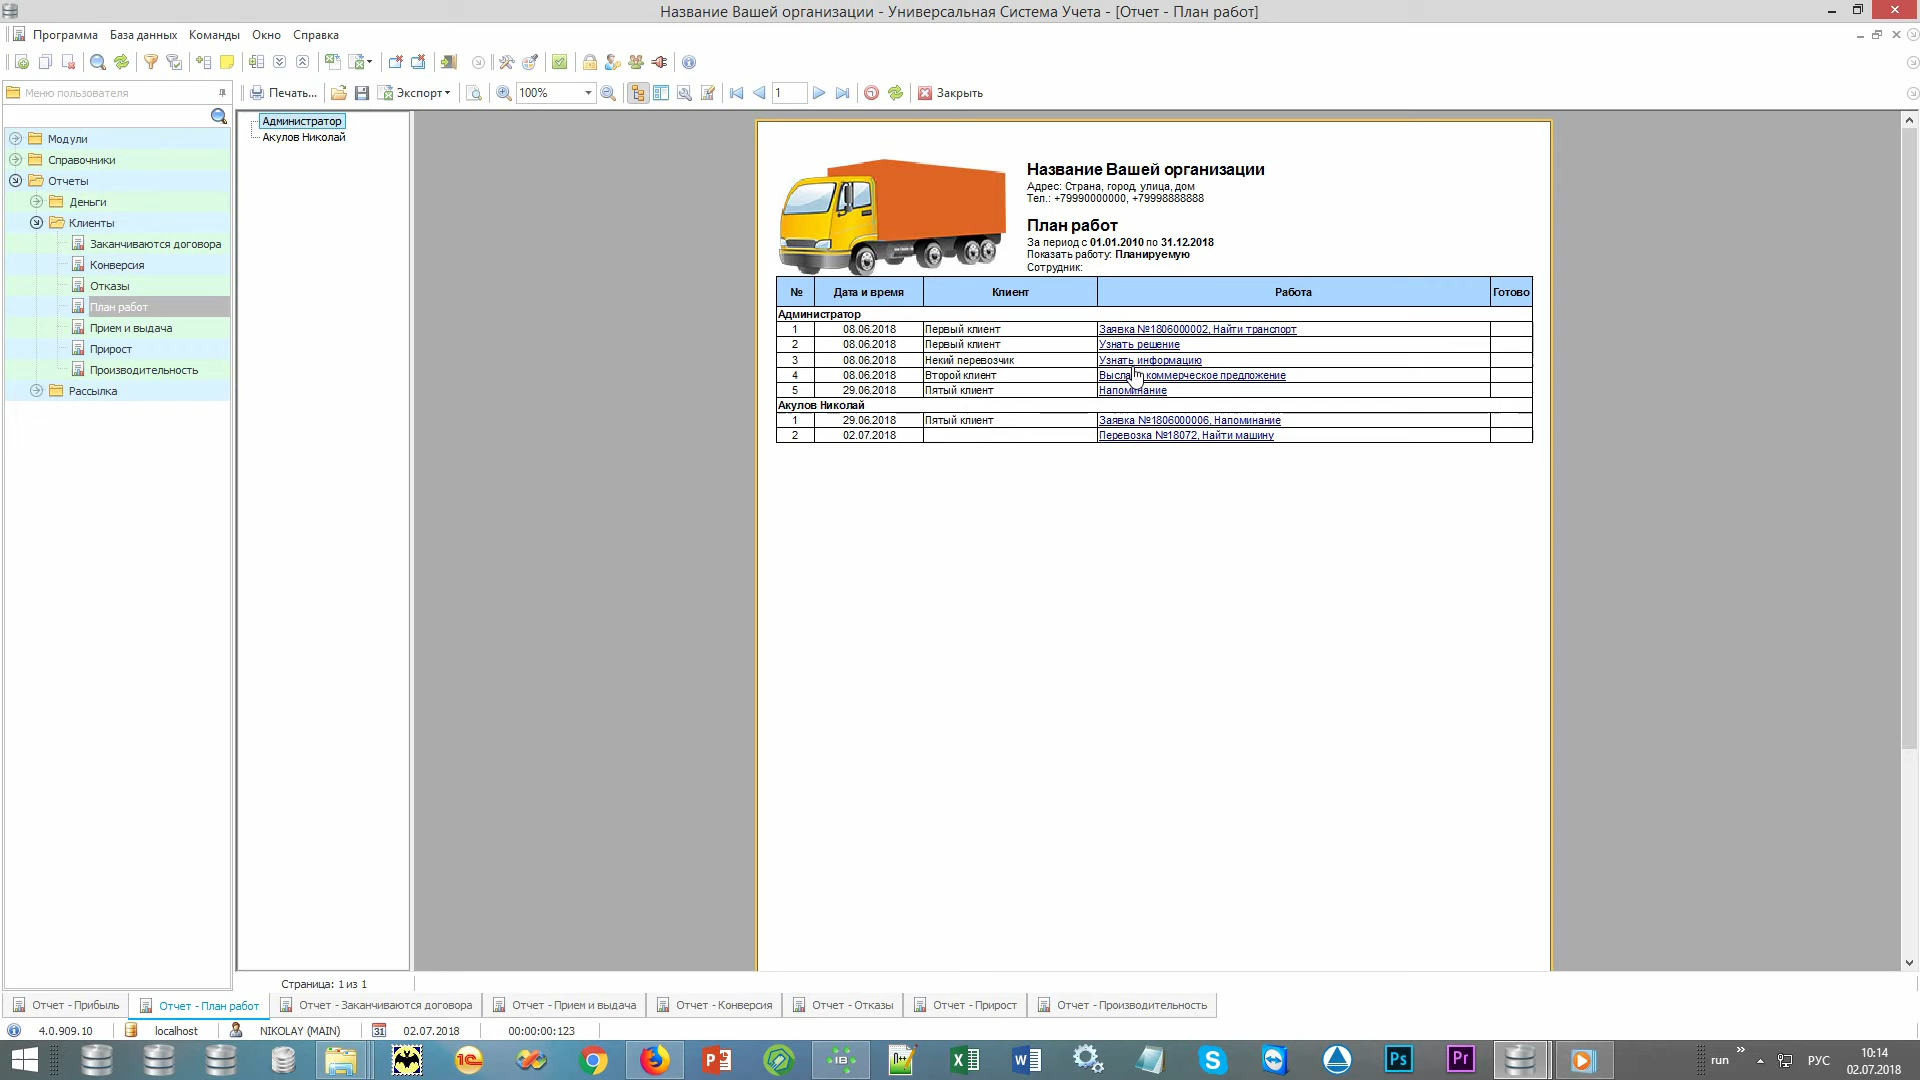 Название Вашей организации - Универсальная Система Учета - [Отчет - План работ]
Программа База данных Команды Окно Справка
Меню пользователя
Печать... Экспорт 100% 1 Закрыть
Модули
Справочники
Отчеты
Деньги
Клиенты
Заканчиваются договора
Конверсия
Отказы
План работ
Прием и выдача
Прирост
Производительность
Рассылка
Администратор
Акулов Николай
Название Вашей организации
Адрес: Страна, город, улица, дом
Тел.: +79990000000, +79998888888
План работ
За период с 01.01.2010 по 31.12.2018
Показать работу: Планируемую
Сотрудник:
№ Дата и время Клиент Работа Готово
Администратор
1 08.06.2018 Первый клиент Заявка №1806000002, Найти транспорт
2 08.06.2018 Первый клиент Узнать решение
3 08.06.2018 Некий перевозчик Узнать информацию
4 08.06.2018 Второй клиент коммерческое предложение
5 29.06.2018 Пятый клиент Напоминание
Акулов Николай
1 29.06.2018 Пятый клиент Заявка №1806000006, Напоминание
2 02.07.2018 Перевозка №18072, Найти машину
Страница: 1 из 1
Отчет - Прибыль Отчет - План работ Отчет - Заканчиваются договора Отчет - Прием и выдача Отчет - Конверсия Отчет - Отказы Отчет - Прирост Отчет - Производительность
4.0.909.10 localhost NIKOLAY (MAIN) 31 02.07.2018 00:00:00:123
run РУС 10:14
02.07.2018